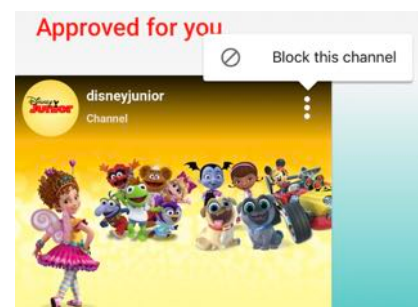 Approved for you
Block this channel
Disney
Junior
disneyjunior
Channel